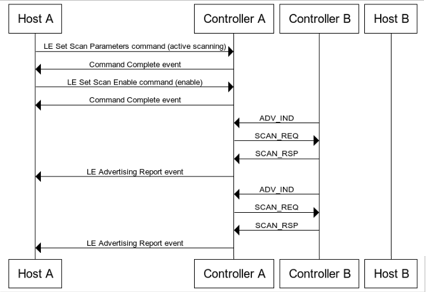 Host A Controller A Controller B Host B
LE Set Scan Parameters command (active scanning)
Command Complete event
LE Set Scan Enable command (enable)
Command Complete event
ADV_IND
SCAN_REQ
SCAN_RSP
LE Advertising Report event
ADV_IND
SCAN_REQ
SCAN_RSP
LE Advertising Report event
Host A Controller A Controller B Host B